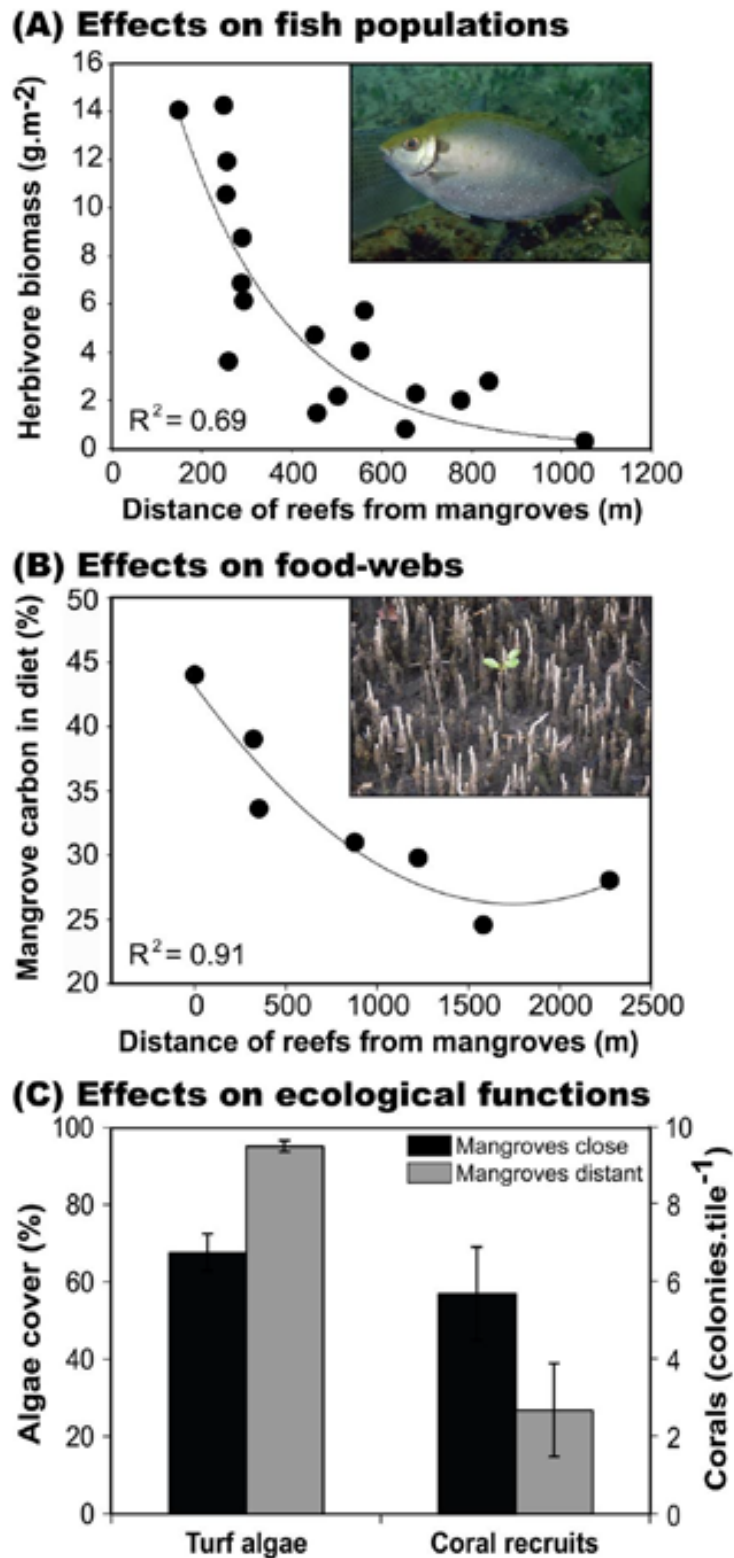 (A) Effects on fish populations
Herbivore biomass (g.m-2)
16
14
12
10
8
6
4
2
0
R² = 0.69
0 200 400 600 800 1000 1200
Distance of reefs from mangroves (m)
(B) Effects on food-webs
Mangrove carbon in diet (%)
50
45
40
35
30
25
20
R² = 0.91
0 500 1000 1500 2000 2500
Distance of reefs from mangroves (m)
(C) Effects on ecological functions
Algae cover (%)
100
80
60
40
20
0
Mangroves close
Mangroves distant
10
8
6
4
2
0
Corals (colonies.tile-1)
Turf algae Coral recruits